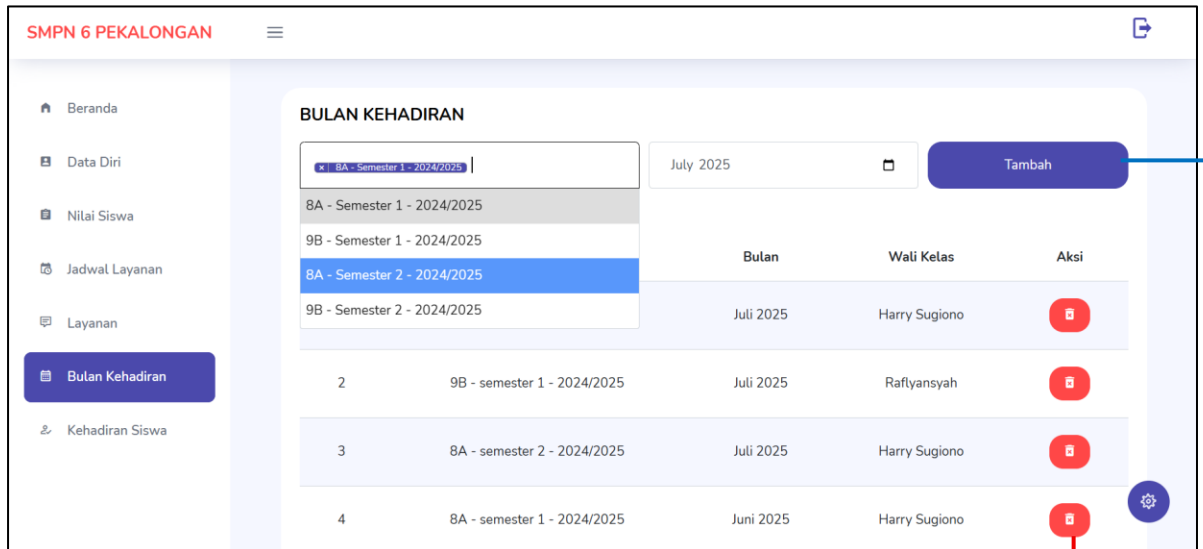 SMPN 6 PEKALONGAN
Beranda
Data Diri
Nilai Siswa
Jadwal Layanan
Layanan
Bulan Kehadiran
Kehadiran Siswa
BULAN KEHADIRAN
× 8A - Semester 1 - 2024/2025
July 2025
Tambah
8A - Semester 1 - 2024/2025
9B - Semester 1 - 2024/2025
8A - Semester 2 - 2024/2025
9B - Semester 2 - 2024/2025
Bulan Wali Kelas Aksi
Juli 2025 Harry Sugiono
2 9B - semester 1 - 2024/2025 Juli 2025 Raflyansyah
3 8A - semester 2 - 2024/2025 Juli 2025 Harry Sugiono
4 8A - semester 1 - 2024/2025 Juni 2025 Harry Sugiono